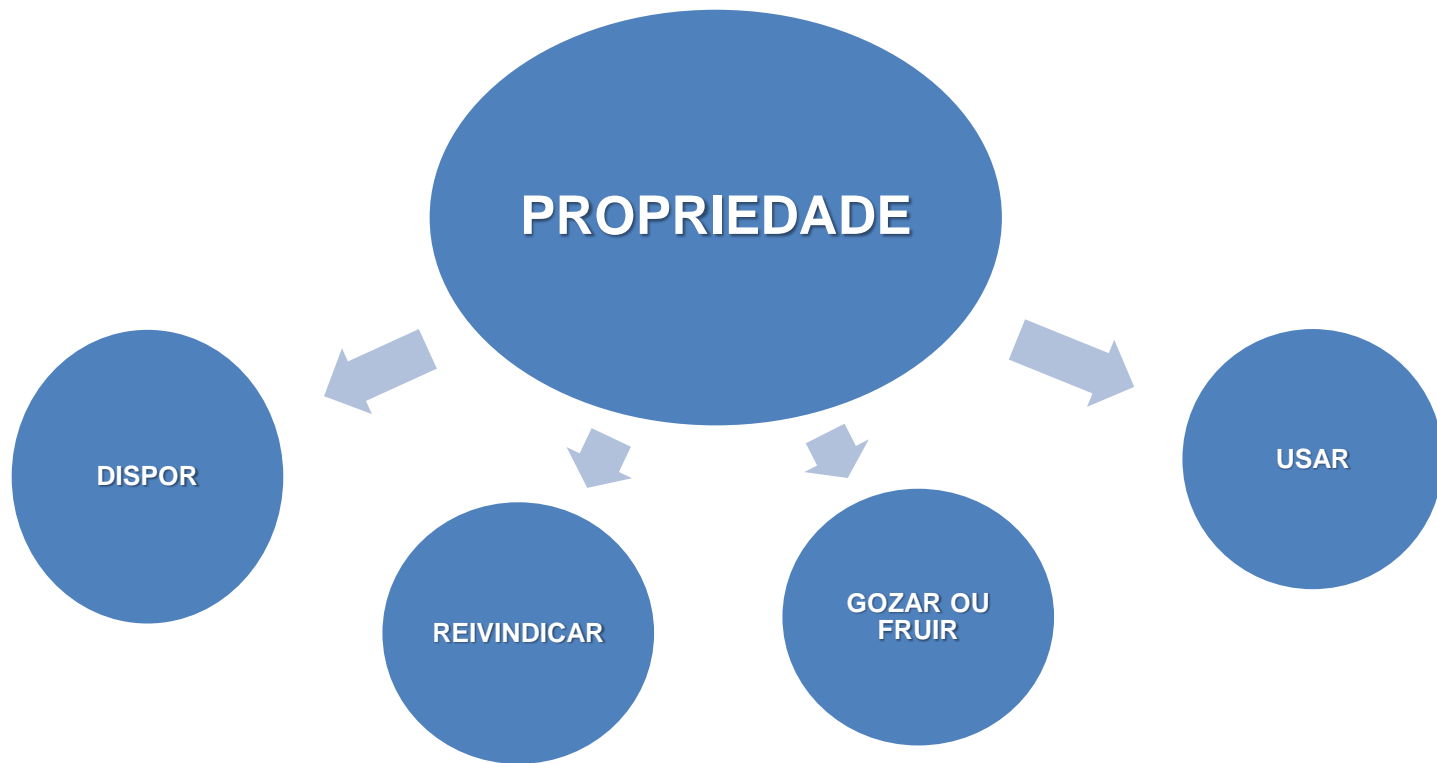 PROPRIEDADE
DISPOR
REIVINDICAR
GOZAR OU
FRUIR
USAR